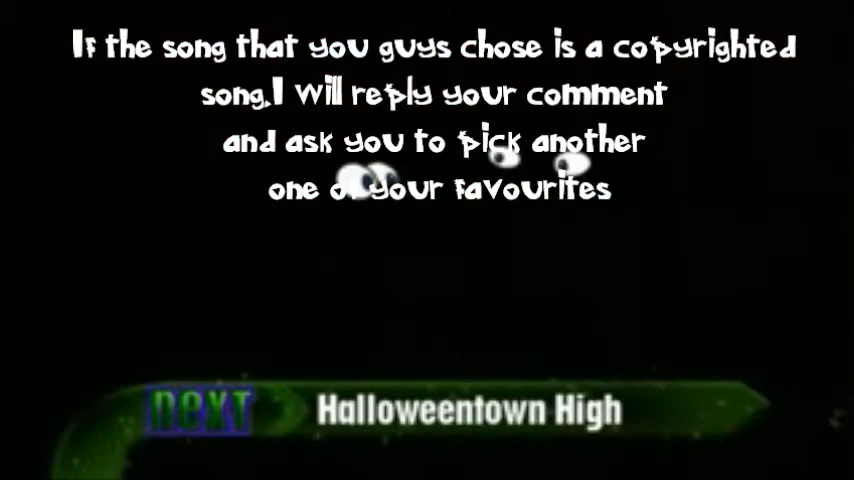 If the song that you guys chose is a copyrighted
song,I will reply your comment
and ask you to pick another
one of your favourites
next Halloweentown High